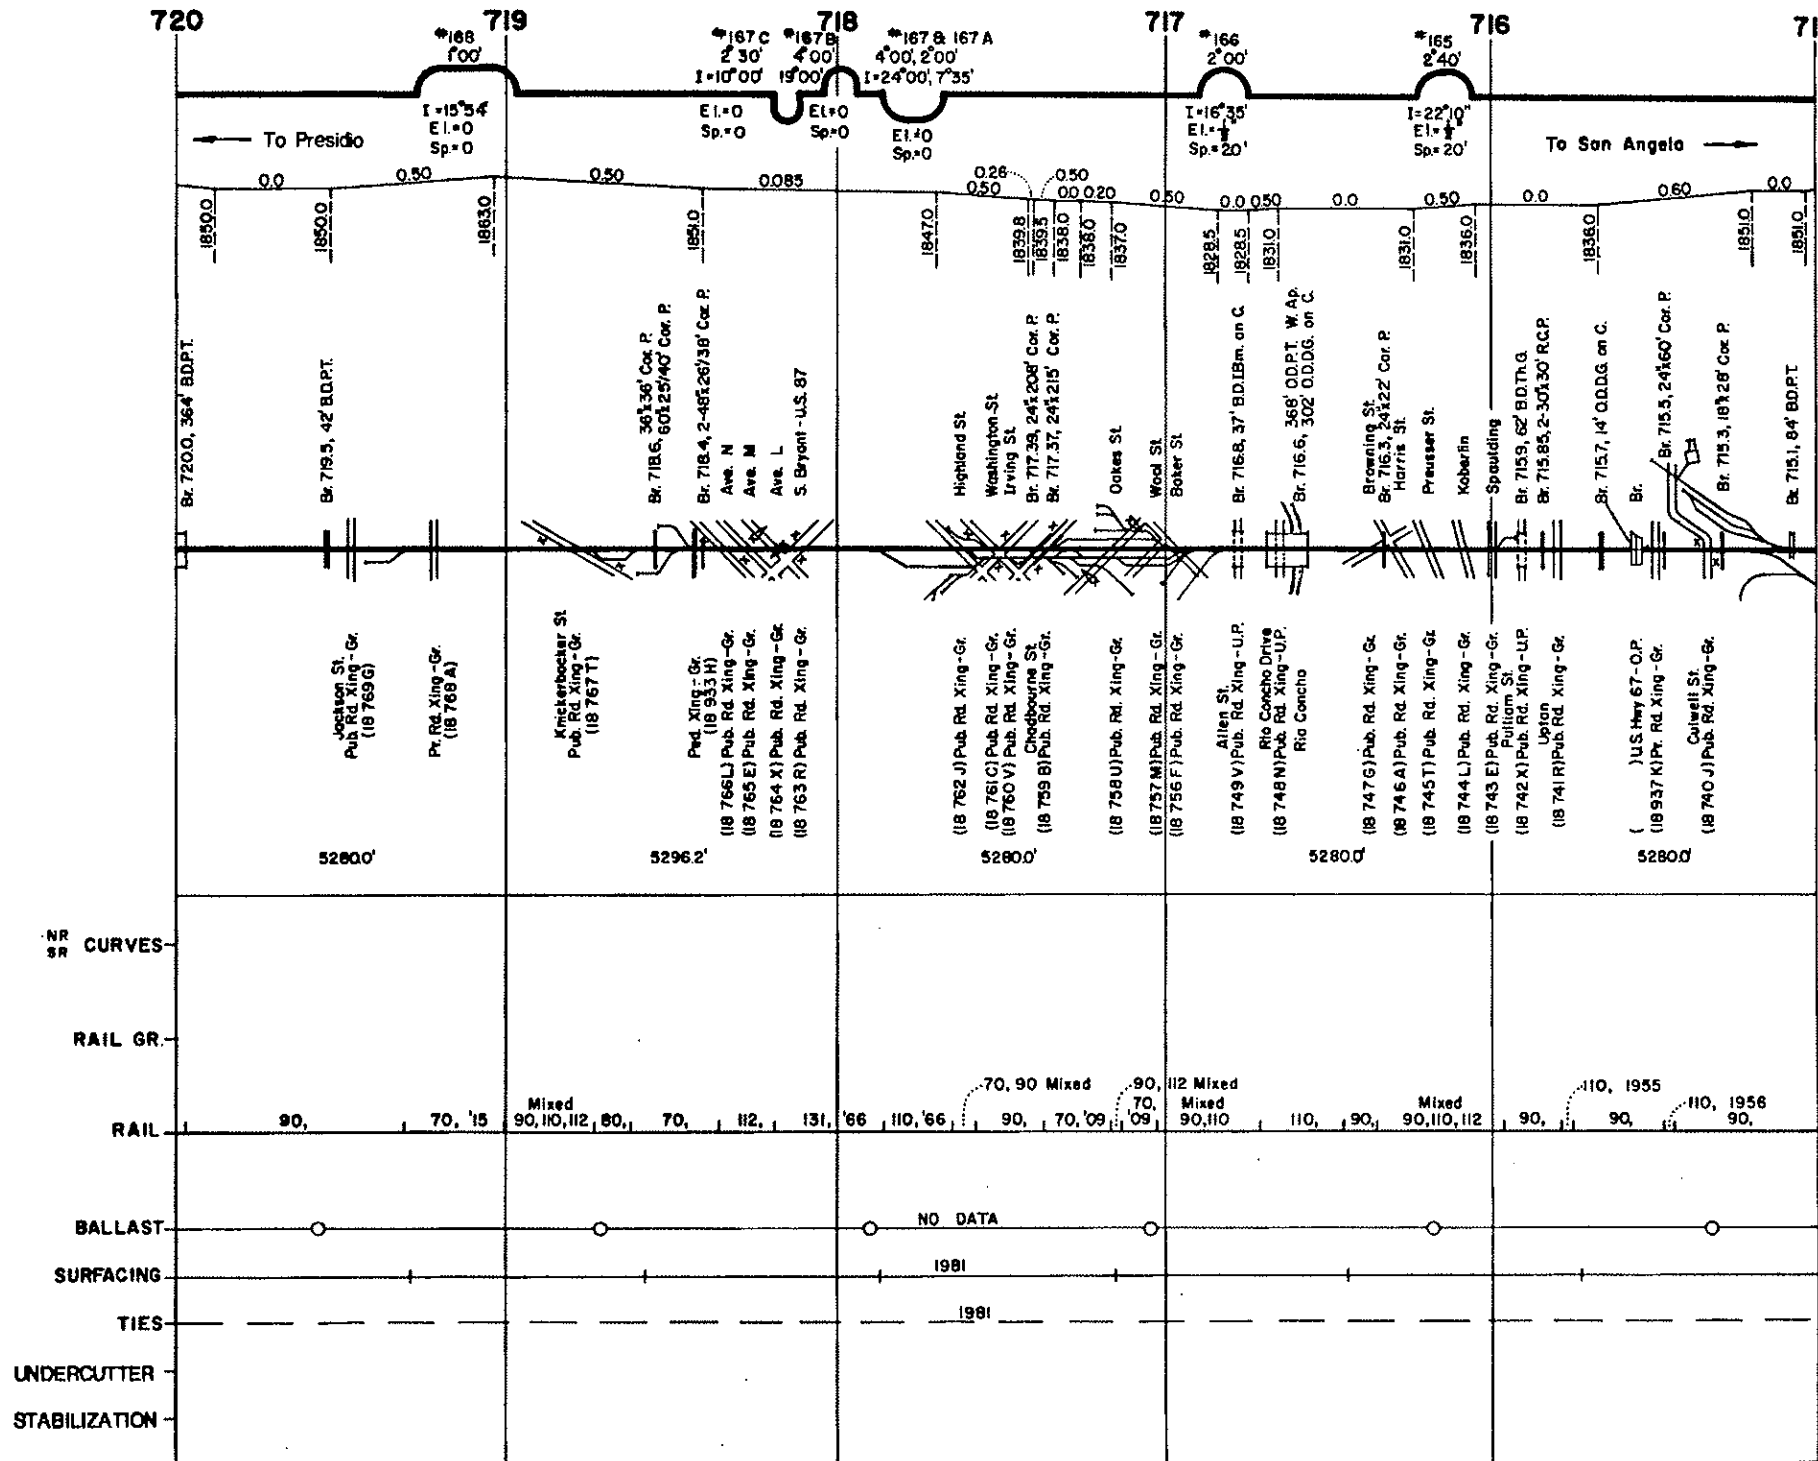 720 719 718 717 716 71
#168
1°00'
#167C
2°30'
I=10°00'
#167B
4°00'
19°00'
#167 & 167A
4°00', 2°00'
I=24°00', 7°35'
#166
2°00'
#165
2°40'
I=15°54'
El.=0
Sp.=0
El.=0
Sp.=0
El.=0
Sp.=0
El.=0
Sp.=0
I=16°35'
Sp.=20'
I=22°10"
Sp.=20'
To Presidio
To San Angelo
0.0 0.50 0.50 0.085 0.50 0.26 0.50 0.0 0.20 0.50 0.0 0.50 0.0 0.50 0.0 0.60 0.0
1850.0 1850.0 1863.0 1851.0 1847.0 1839.8 1839.5 1838.0 1838.0 1837.0 1828.5 1828.5 1831.0 1831.0 1836.0 1836.0 1851.0 1851.0
Br. 720.0, 364' B.D.P.T.
Br. 719.5, 42' B.D.P.T.
Br. 718.6, 36"x36' Cor. P.
60"x25'/40' Cor. P.
Br. 718.4, 2-48"x26'/38' Cor. P.
Ave. N
Ave. M
Ave. L
S. Bryant-U.S. 87
Highland St.
Washington St.
Irving St.
Br. 717.39, 24"x208' Cor. P.
Br. 717.37, 24"x215' Cor. P.
Oakes St.
Wool St.
Baker St.
Br. 716.8, 37' B.D.I.Bm. on C.
Br. 716.6, 368' O.D.P.T. W. Ap.
302' O.D.D.G. on C.
Browning St.
Br. 716.3, 24"x22' Cor. P.
Harris St.
Preusser St.
Koberlin
Spaulding
Br. 715.9, 62' B.D.Th.G.
Br. 715.85, 2-30"x30' R.C.P.
Br. 715.7, 14' O.D.D.G. on C.
Br.
Br. 715.5, 24"x60' Cor. P.
Br. 715.3, 18"x28' Cor. P.
Br. 715.1, 84' B.D.P.T.
Jackson St.
Pub. Rd. Xing-Gr.
(18 769 G)
Pr. Rd. Xing-Gr.
(18 768 A)
Knickerbocker St.
Pub. Rd. Xing-Gr.
(18 767 T)
Ped. Xing-Gr.
(18 933 H)
(18 766 L) Pub. Rd. Xing-Gr.
(18 765 E) Pub. Rd. Xing-Gr.
(18 764 X) Pub. Rd. Xing-Gr.
(18 763 R) Pub. Rd. Xing-Gr.
(18 762 J) Pub. Rd. Xing-Gr.
(18 761 C) Pub. Rd. Xing-Gr.
(18 760 V) Pub. Rd. Xing-Gr.
Chadbourne St.
(18 759 B) Pub. Rd. Xing-Gr.
(18 758 U) Pub. Rd. Xing-Gr.
(18 757 M) Pub. Rd. Xing-Gr.
(18 756 F) Pub. Rd. Xing-Gr.
Allen St.
(18 749 V) Pub. Rd. Xing-U.P.
Rio Concho Drive
(18 748 N) Pub. Rd. Xing-U.P.
Rio Concho
(18 747 G) Pub. Rd. Xing-Gr.
(18 746 A) Pub. Rd. Xing-Gr.
(18 745 T) Pub. Rd. Xing-Gr.
(18 744 L) Pub. Rd. Xing-Gr.
(18 743 E) Pub. Rd. Xing-Gr.
Pulliam St.
(18 742 X) Pub. Rd. Xing-U.P.
Upton
(18 741 R) Pub. Rd. Xing-Gr.
( ) U.S. Hwy 67-O.P.
(18 937 K) Pr. Rd. Xing-Gr.
Culwell St.
(18 740 J) Pub. Rd. Xing-Gr.
5280.0' 5296.2' 5280.0' 5280.0' 5280.0'
NR
SR
CURVES
RAIL GR.
70, 90 Mixed
90, 112 Mixed
110, 1955
110, 1956
RAIL
90,
70, '15
Mixed
90,110,112
80,
70,
112,
131, '66
110,'66
90,
70,'09
70,
'09
Mixed
90,110
110,
90,
Mixed
90,110,112
90,
90,
90,
BALLAST
NO DATA
SURFACING
1981
TIES
1981
UNDERCUTTER
STABILIZATION